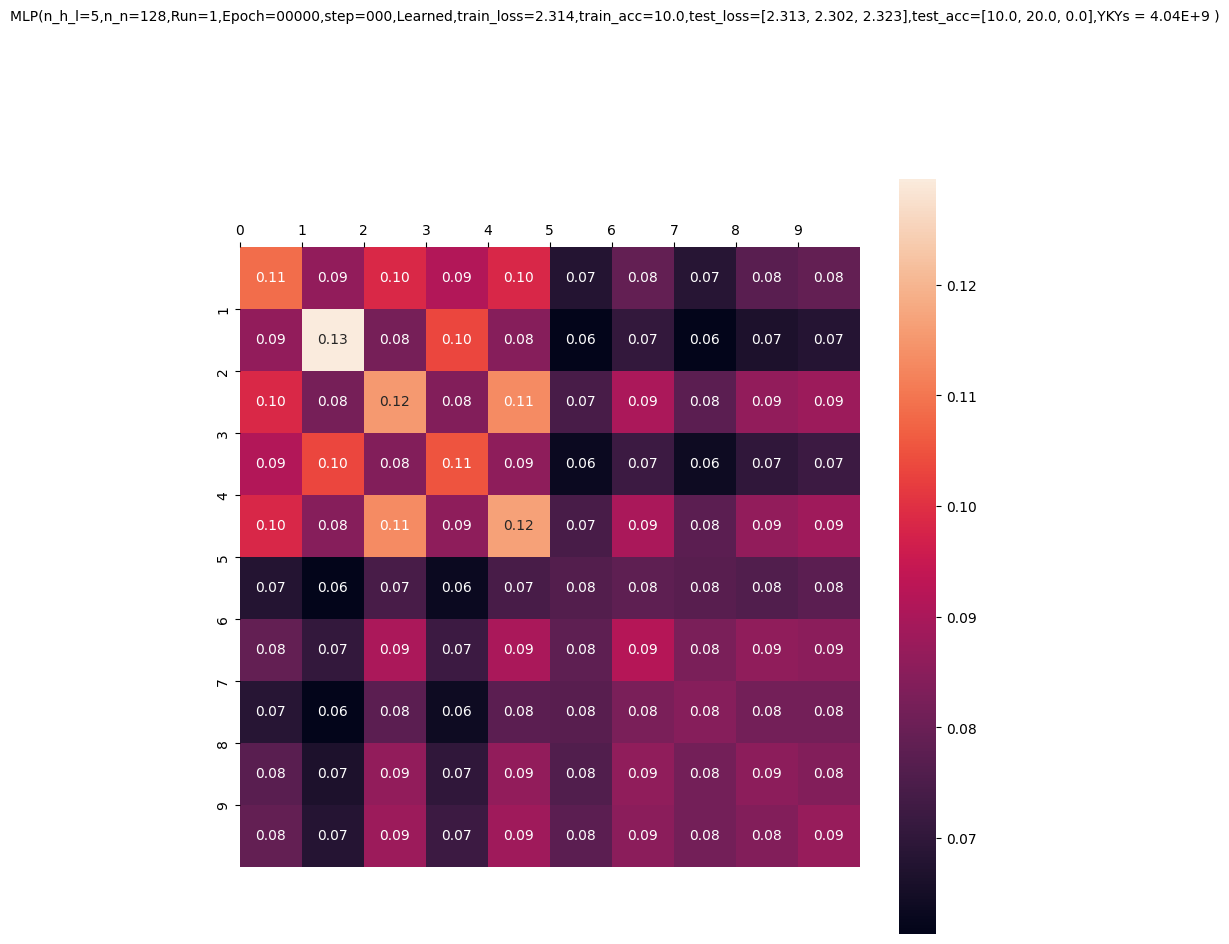 MLP(n_h_l=5,n_n=128,Run=1,Epoch=00000,step=000,Learned,train_loss=2.314,train_acc=10.0,test_loss=[2.313, 2.302, 2.323],test_acc=[10.0, 20.0, 0.0],YKYs = 4.04E+9 )
0 1 2 3 4 5 6 7 8 9
0.11 0.09 0.10 0.09 0.10 0.07 0.08 0.07 0.08 0.08
1
0.09 0.13 0.08 0.10 0.08 0.06 0.07 0.06 0.07 0.07
2
0.10 0.08 0.12 0.08 0.11 0.07 0.09 0.08 0.09 0.09
3
0.09 0.10 0.08 0.11 0.09 0.06 0.07 0.06 0.07 0.07
4
0.10 0.08 0.11 0.09 0.12 0.07 0.09 0.08 0.09 0.09
5
0.07 0.06 0.07 0.06 0.07 0.08 0.08 0.08 0.08 0.08
6
0.08 0.07 0.09 0.07 0.09 0.08 0.09 0.08 0.09 0.09
7
0.07 0.06 0.08 0.06 0.08 0.08 0.08 0.08 0.08 0.08
8
0.08 0.07 0.09 0.07 0.09 0.08 0.09 0.08 0.09 0.08
9
0.08 0.07 0.09 0.07 0.09 0.08 0.09 0.08 0.08 0.09
0.12
0.11
0.10
0.09
0.08
0.07